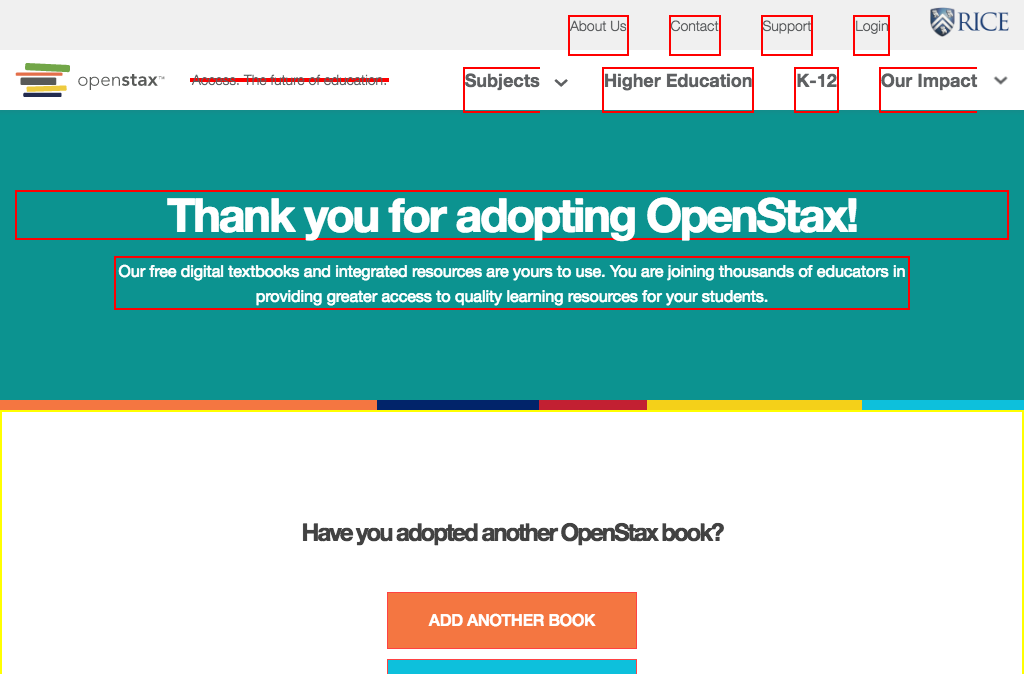 About Us Contact Support Login RICE
openstax™ Access. The future of education. Subjects Higher Education K-12 Our Impact
Thank you for adopting OpenStax!
Our free digital textbooks and integrated resources are yours to use. You are joining thousands of educators in
providing greater access to quality learning resources for your students.
Have you adopted another OpenStax book?
ADD ANOTHER BOOK